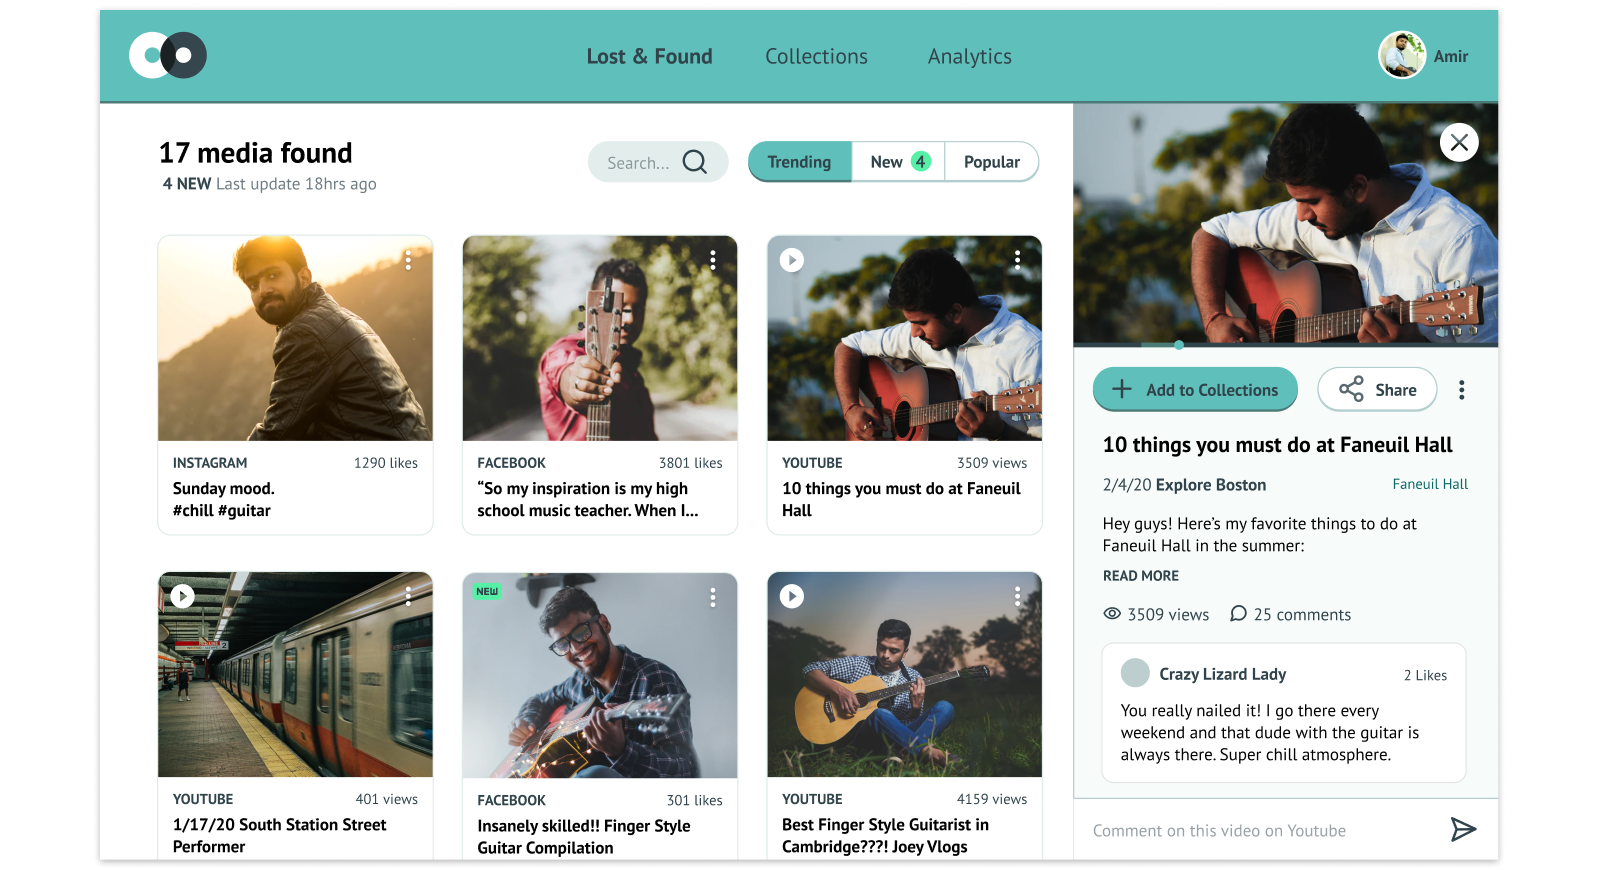 Lost & Found
Collections
Analytics
Amir
17 media found
4 NEW Last update 18hrs ago
Search...
Trending
New 4
Popular
INSTAGRAM
1290 likes
Sunday mood.
#chill #guitar
FACEBOOK
3801 likes
“So my inspiration is my high
school music teacher. When I...
YOUTUBE
3509 views
10 things you must do at Faneuil
Hall
YOUTUBE
401 views
1/17/20 South Station Street
Performer
NEW
FACEBOOK
301 likes
Insanely skilled!! Finger Style
Guitar Compilation
YOUTUBE
4159 views
Best Finger Style Guitarist in
Cambridge???! Joey Vlogs
Add to Collections
Share
10 things you must do at Faneuil Hall
2/4/20 Explore Boston
Faneuil Hall
Hey guys! Here’s my favorite things to do at
Faneuil Hall in the summer:
READ MORE
3509 views
25 comments
Crazy Lizard Lady
2 Likes
You really nailed it! I go there every
weekend and that dude with the guitar is
always there. Super chill atmosphere.
Comment on this video on Youtube